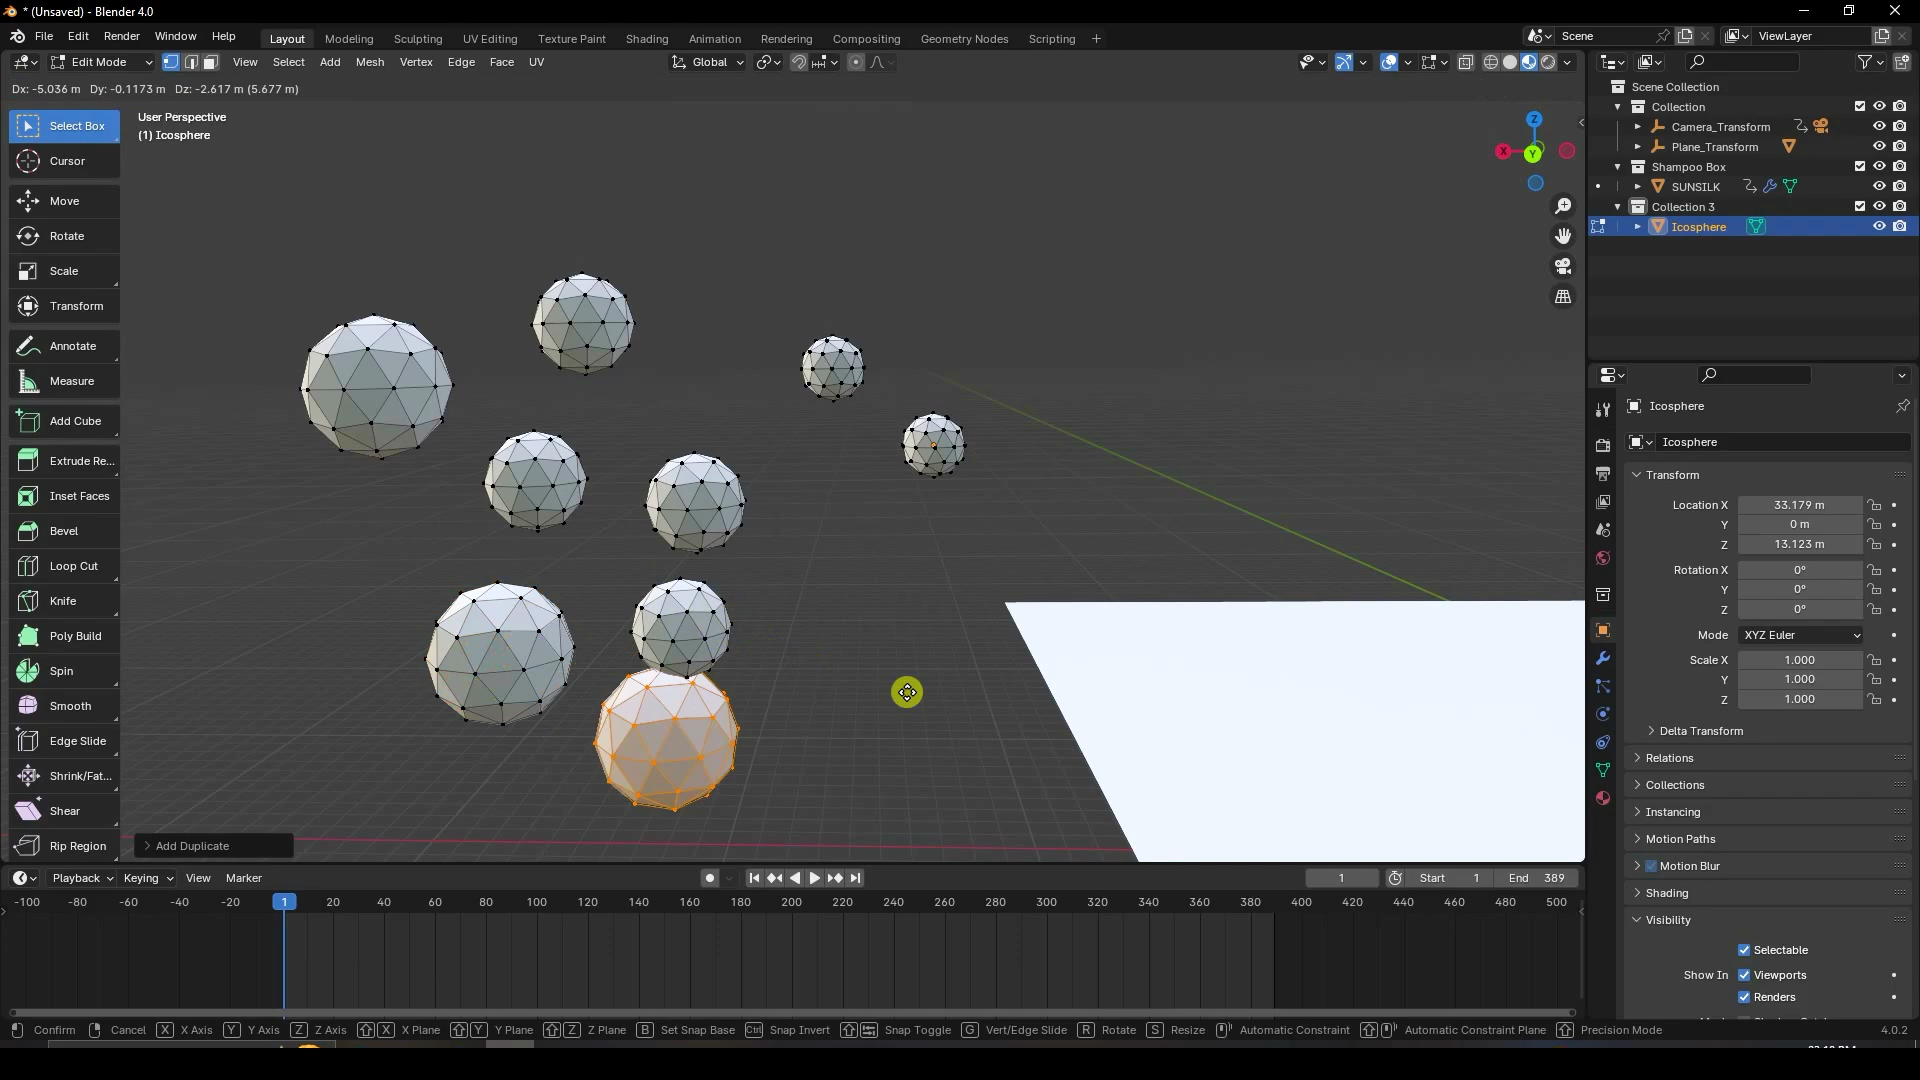 * (Unsaved) - Blender 4.0
File Edit Render Window Help
Layout Modeling Sculpting UV Editing Texture Paint Shading Animation Rendering Compositing Geometry Nodes Scripting +
Scene ViewLayer
Edit Mode View Select Add Mesh Vertex Edge Face UV Global
Dx: -5.036 m Dy: -0.1173 m Dz: -2.617 m (5.677 m)
User Perspective
(1) Icosphere
Select Box
Cursor
Move
Rotate
Scale
Transform
Annotate
Measure
Add Cube
Extrude Re...
Inset Faces
Bevel
Loop Cut
Knife
Poly Build
Spin
Smooth
Edge Slide
Shrink/Fat...
Shear
Rip Region
Z
X
Y
Add Duplicate
Scene Collection
Collection
Camera_Transform
Plane_Transform
Shampoo Box
SUNSILK
Collection 3
Icosphere
Icosphere
Icosphere
Transform
Location X 33.179 m
Y 0 m
Z 13.123 m
Rotation X 0°
Y 0°
Z 0°
Mode XYZ Euler
Scale X 1.000
Y 1.000
Z 1.000
Delta Transform
Relations
Collections
Instancing
Motion Paths
Motion Blur
Shading
Visibility
Selectable
Show In Viewports
Renders
Playback Keying View Marker 1 Start 1 End 389
-100 -80 -60 -40 -20 1 20 40 60 80 100 120 140 160 180 200 220 240 260 280 300 320 340 360 380 400 420 440 460 480 500
Confirm Cancel X X Axis Y Y Axis Z Z Axis X X Plane Y Y Plane Z Z Plane B Set Snap Base Ctrl Snap Invert Snap Toggle G Vert/Edge Slide R Rotate S Resize Automatic Constraint Automatic Constraint Plane Precision Mode 4.0.2